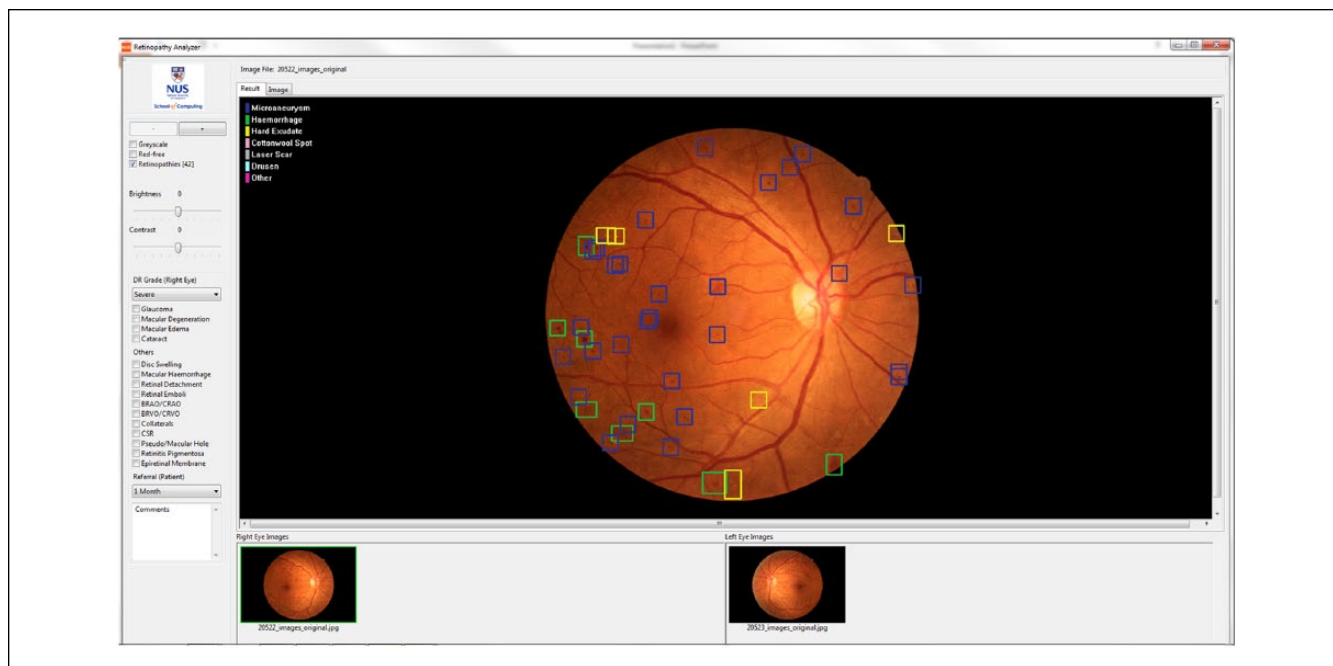 Retinopathy Analyzer
NUS
School of Computing
Image File: 20522_images_original
Result Image
Microaneurysm
Haemorrhage
Hard Exudate
Cottonwool Spot
Laser Scar
Drusen
Other
- +
Greyscale
Red-free
Retinopathies [42]
Brightness 0
Contrast 0
DR Grade (Right Eye)
Severe
Glaucoma
Macular Degeneration
Macular Edema
Cataract
Others
Disc Swelling
Macular Haemorrhage
Retinal Detachment
Retinal Emboli
BRAO/CRAO
BRVO/CRVO
Collaterals
CSR
Pseudo/Macular Hole
Retinitis Pigmentosa
Epiretinal Membrane
Referral (Patient)
1 Month
Comments
Right Eye Images
20522_images_original.jpg
Left Eye Images
20523_images_original.jpg